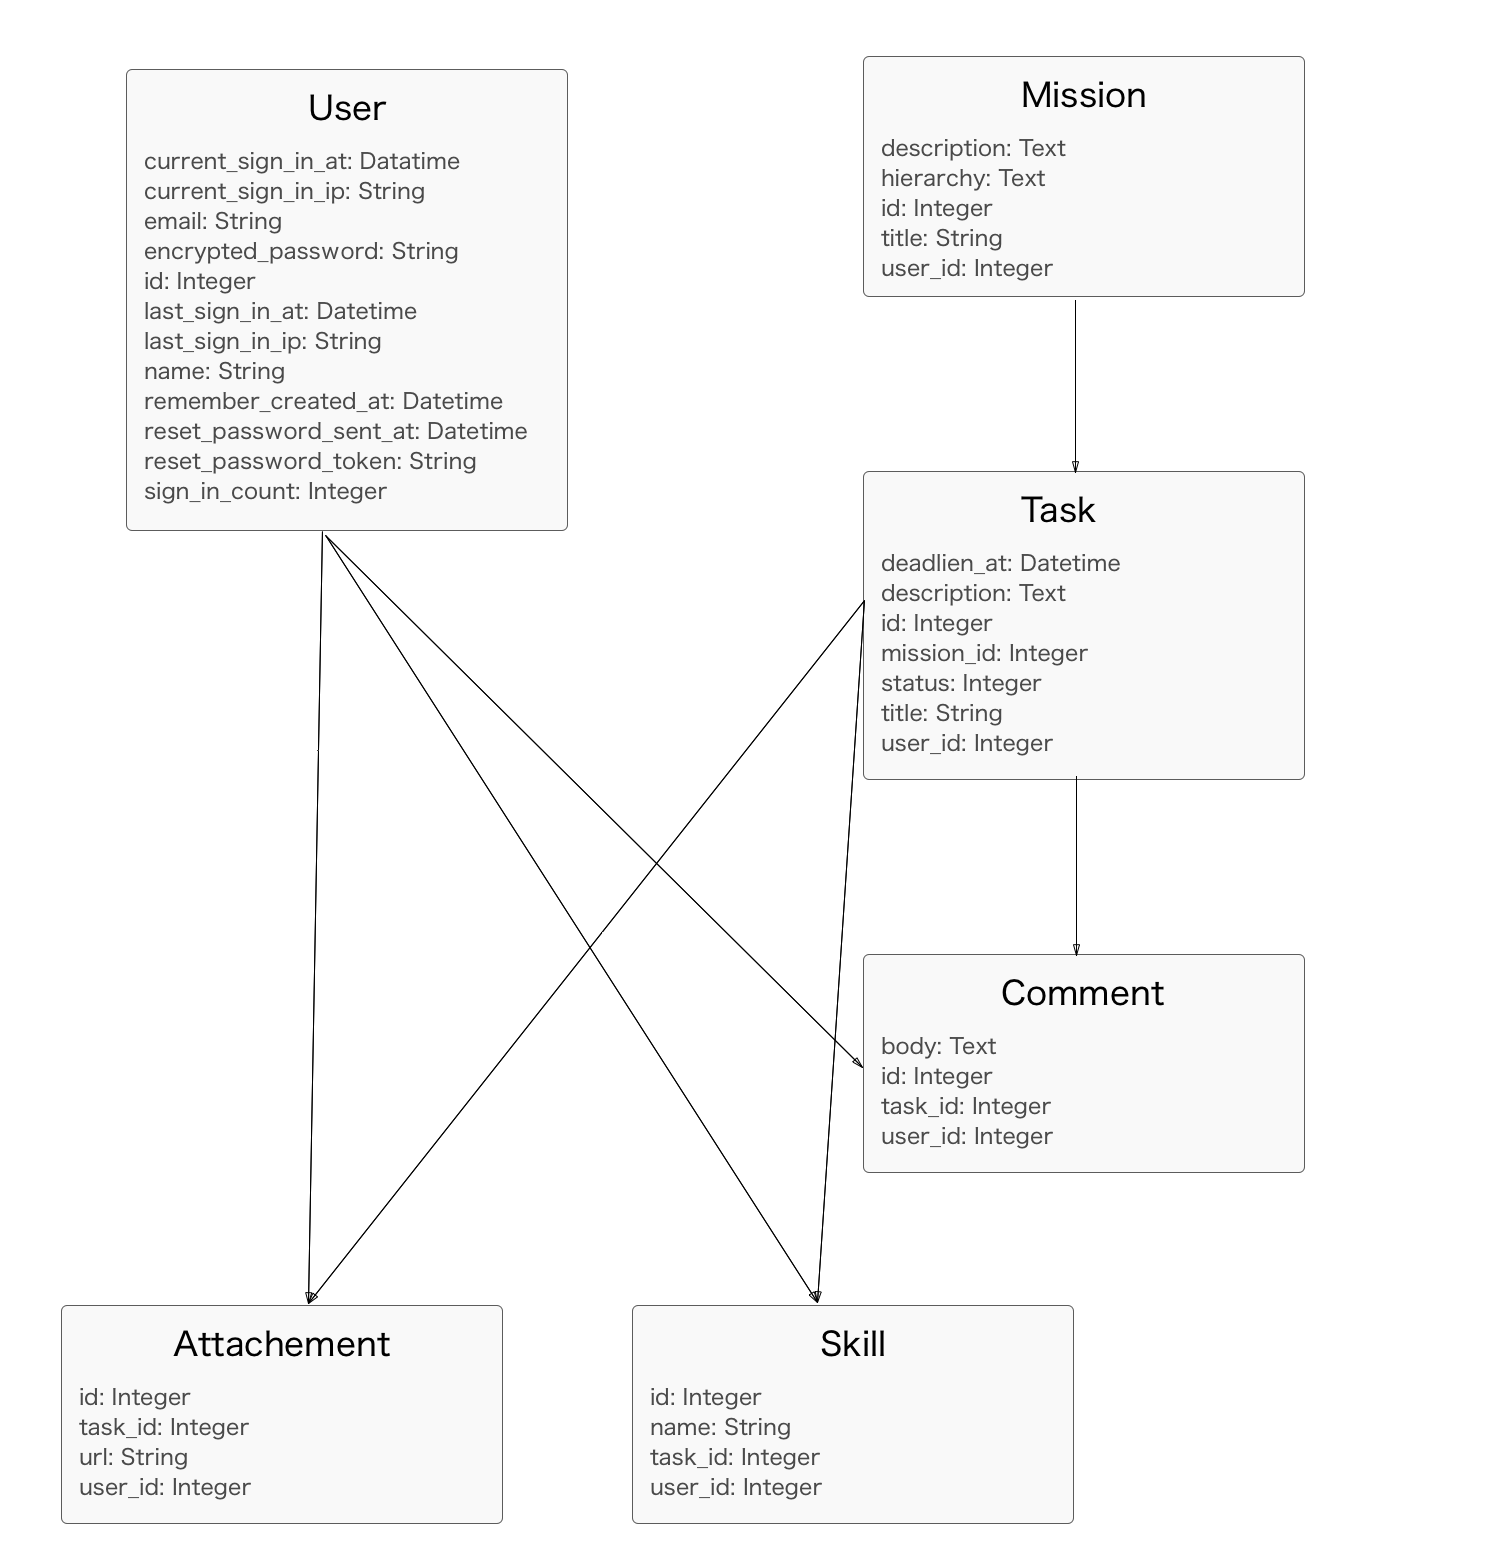 User
current_sign_in_at: Datatime
current_sign_in_ip: String
email: String
encrypted_password: String
id: Integer
last_sign_in_at: Datetime
last_sign_in_ip: String
name: String
remember_created_at: Datetime
reset_password_sent_at: Datetime
reset_password_token: String
sign_in_count: Integer
Mission
description: Text
hierarchy: Text
id: Integer
title: String
user_id: Integer
Task
deadlien_at: Datetime
description: Text
id: Integer
mission_id: Integer
status: Integer
title: String
user_id: Integer
Comment
body: Text
id: Integer
task_id: Integer
user_id: Integer
Attachement
id: Integer
task_id: Integer
url: String
user_id: Integer
Skill
id: Integer
name: String
task_id: Integer
user_id: Integer